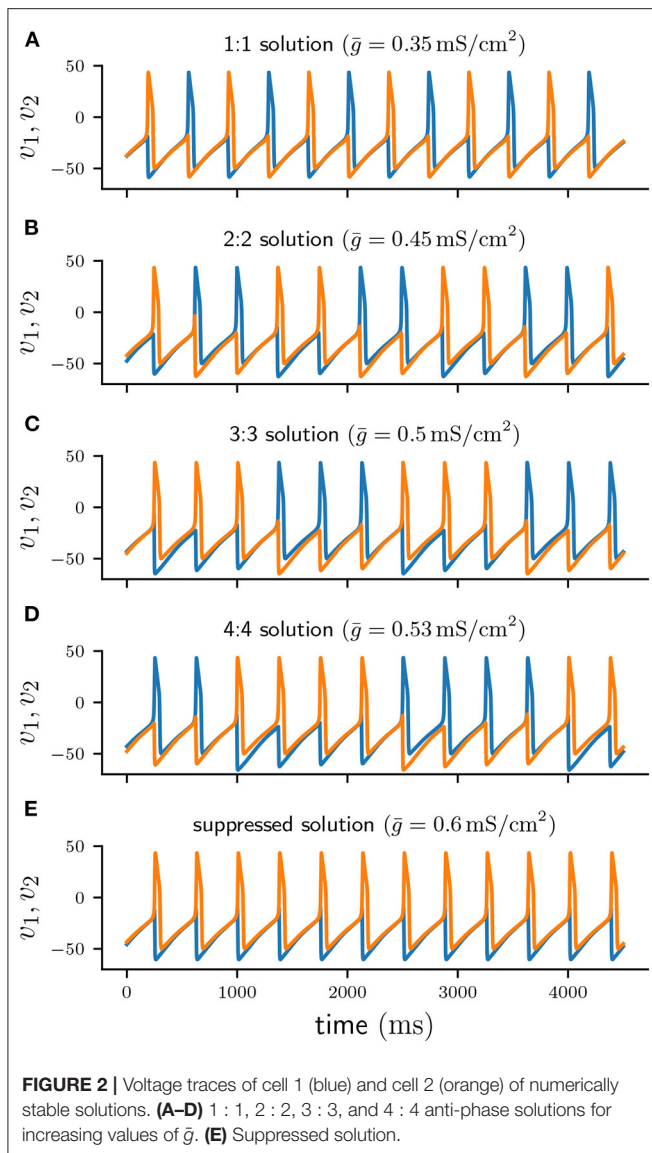 A
1:1 solution (ḡ = 0.35 mS/cm²)
50
0
−50
v₁, v₂
B
2:2 solution (ḡ = 0.45 mS/cm²)
50
0
−50
v₁, v₂
C
3:3 solution (ḡ = 0.5 mS/cm²)
50
0
−50
v₁, v₂
D
4:4 solution (ḡ = 0.53 mS/cm²)
50
0
−50
v₁, v₂
E
suppressed solution (ḡ = 0.6 mS/cm²)
50
0
−50
v₁, v₂
0 1000 2000 3000 4000
time (ms)
FIGURE 2 | Voltage traces of cell 1 (blue) and cell 2 (orange) of numerically
stable solutions. (A–D) 1 : 1, 2 : 2, 3 : 3, and 4 : 4 anti-phase solutions for
increasing values of ḡ. (E) Suppressed solution.